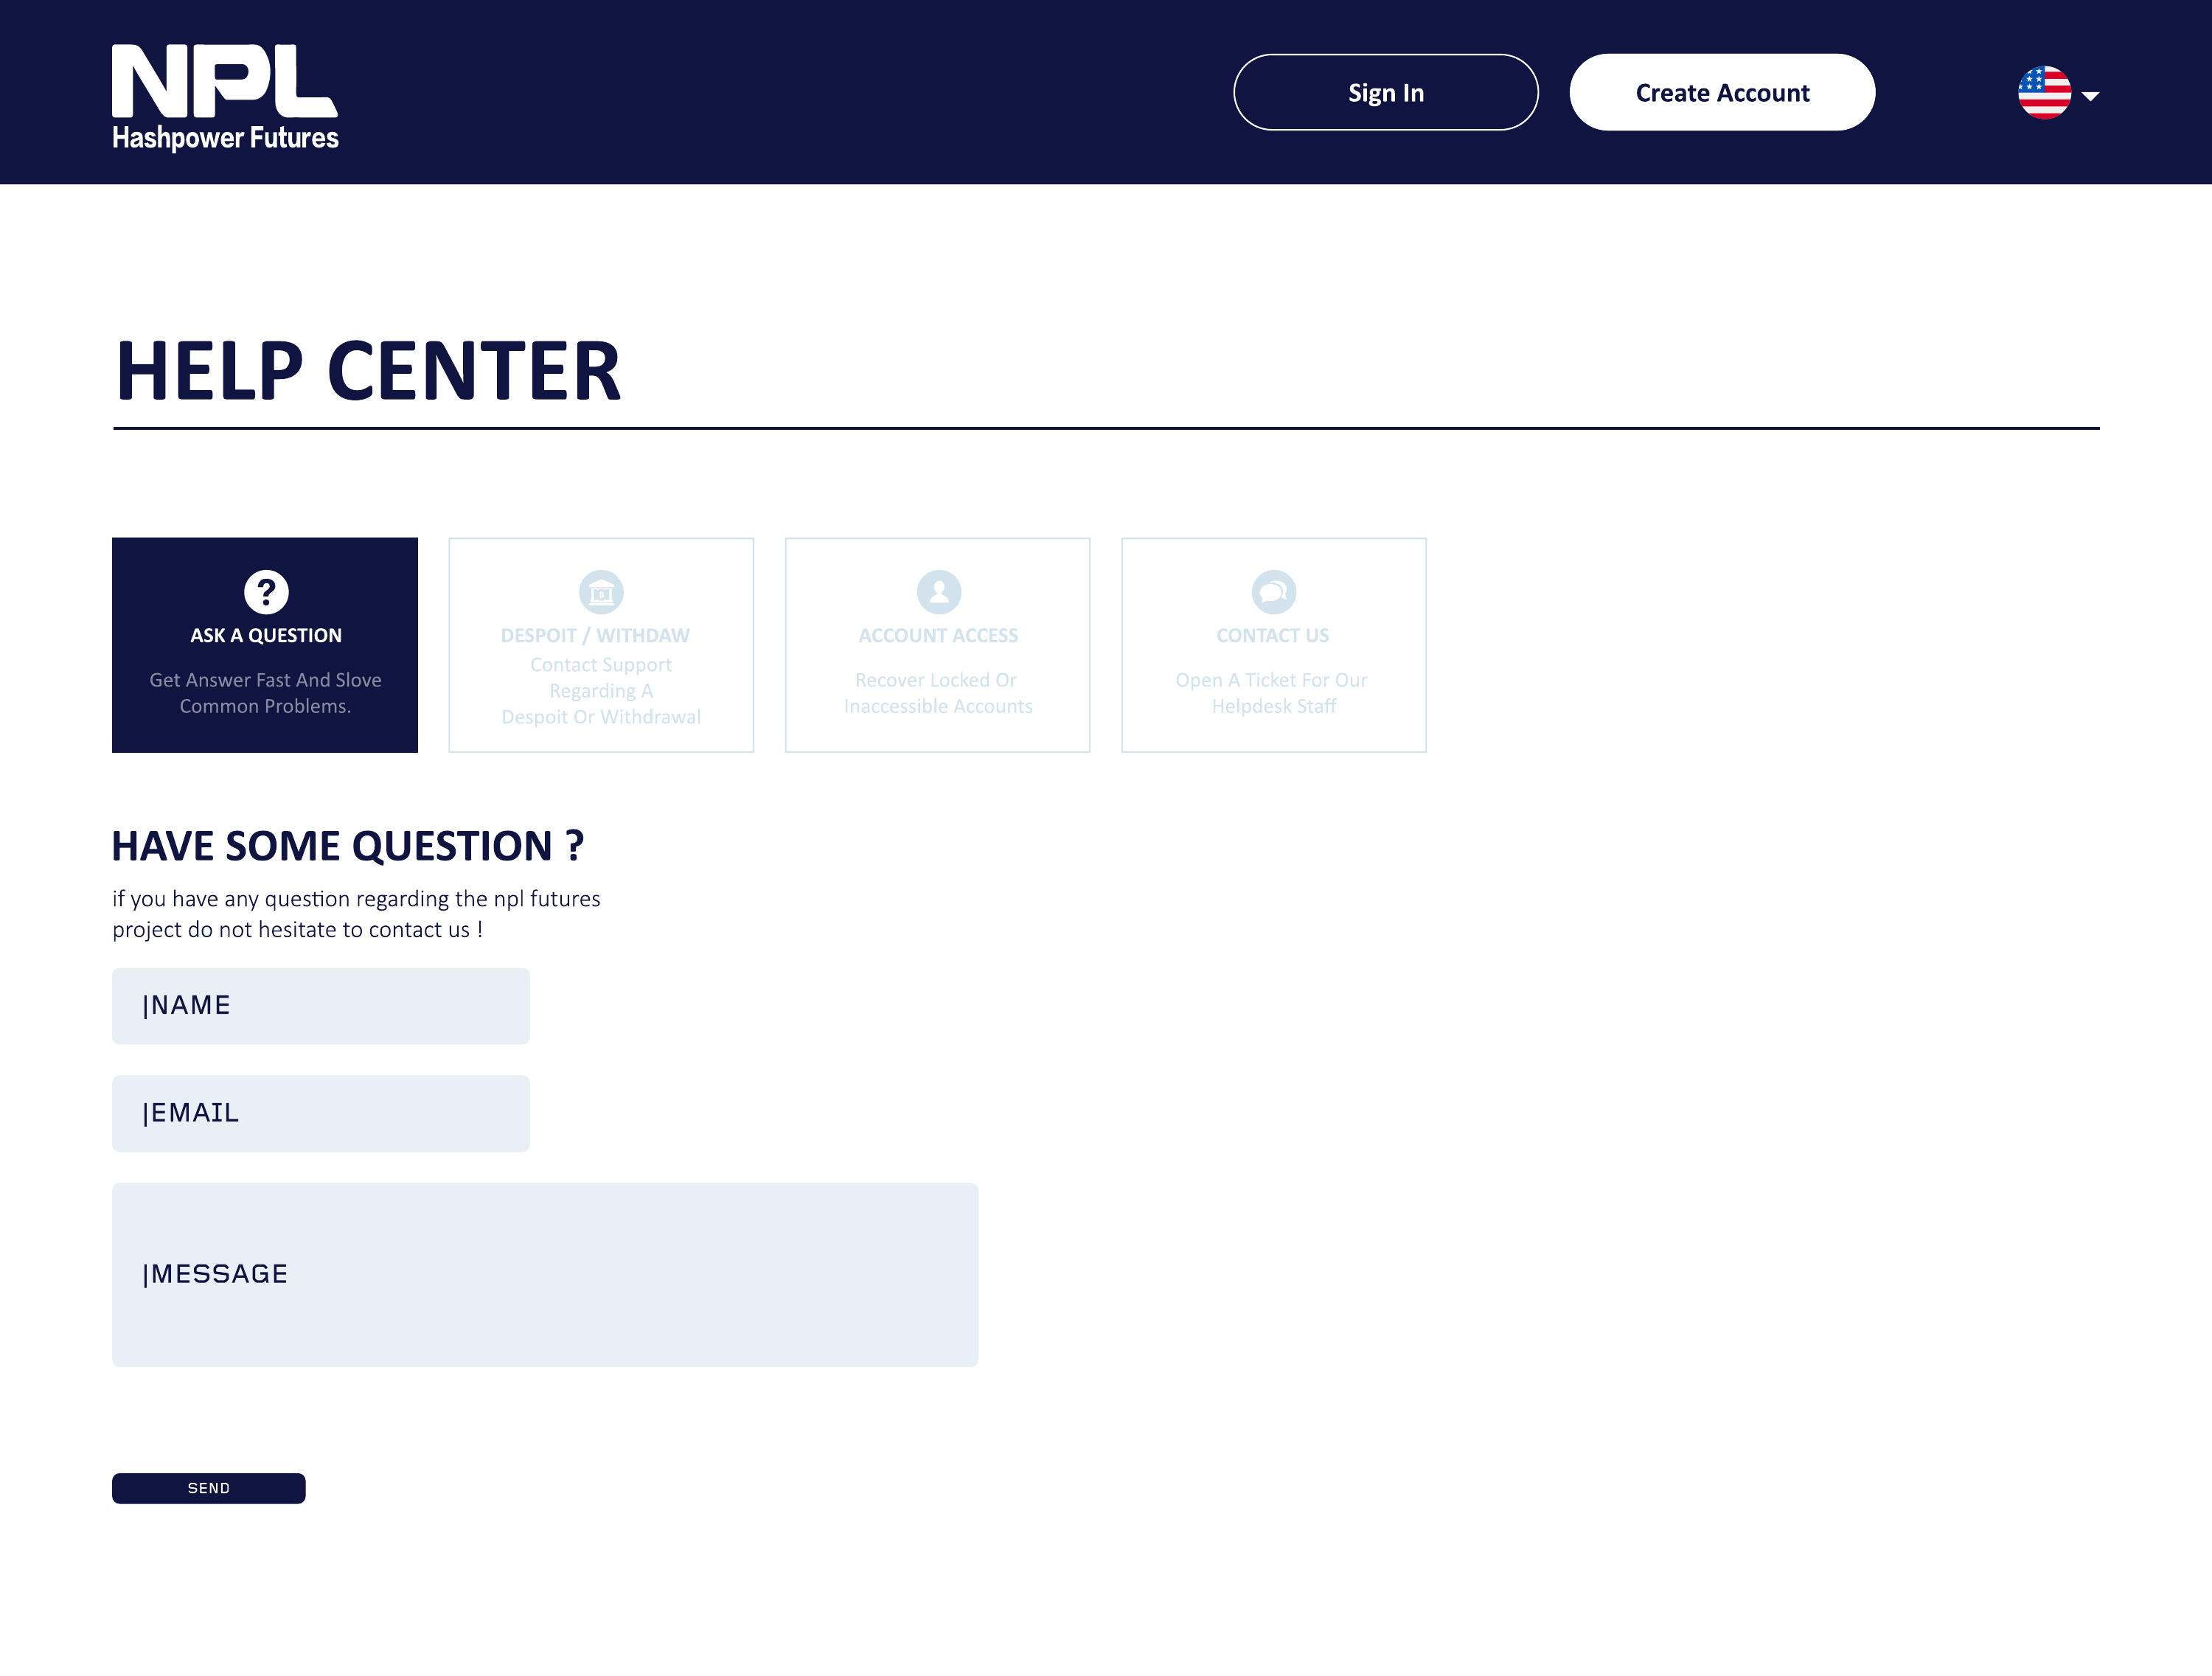 NPL
Hashpower Futures
Sign In
Create Account
HELP CENTER
?
ASK A QUESTION
Get Answer Fast And Slove
Common Problems.
DESPOIT / WITHDAW
Contact Support
Regarding A
Despoit Or Withdrawal
ACCOUNT ACCESS
Recover Locked Or
Inaccessible Accounts
CONTACT US
Open A Ticket For Our
Helpdesk Staff
HAVE SOME QUESTION ?
if you have any question regarding the npl futures
project do not hesitate to contact us !
|NAME
|EMAIL
|MESSAGE
SEND